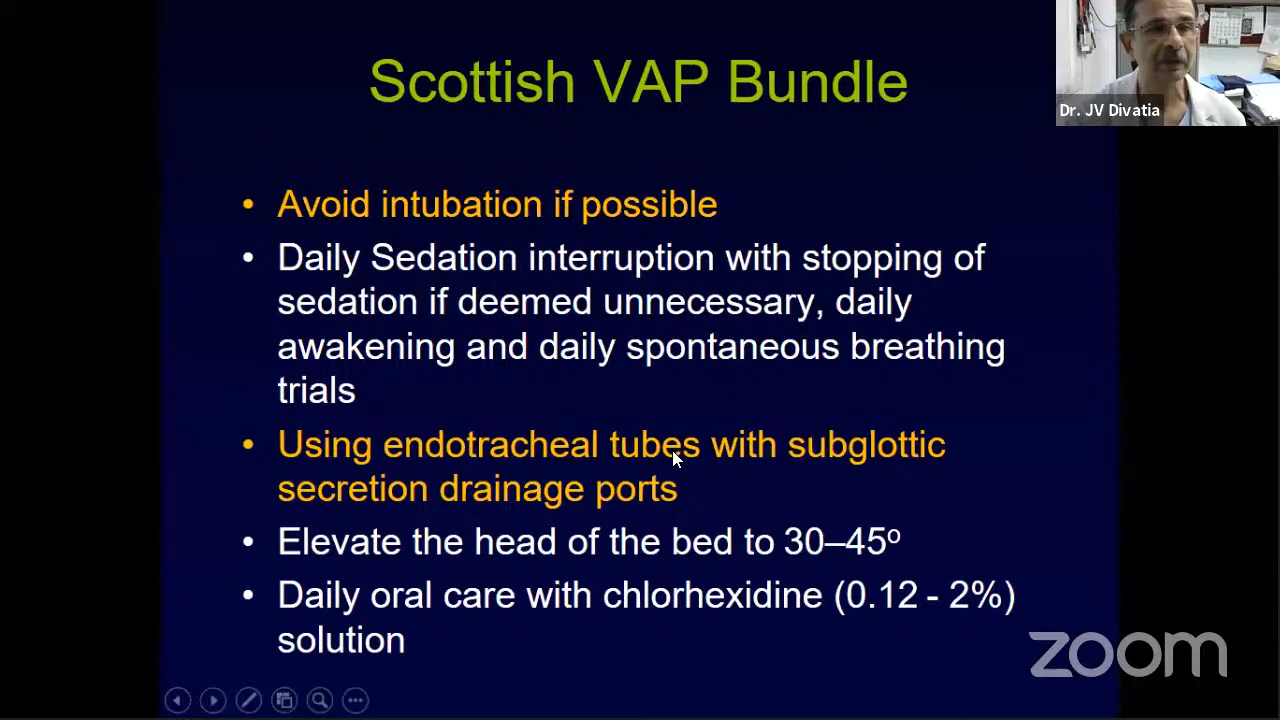 Scottish VAP Bundle
Dr. JV Divatia
• Avoid intubation if possible
• Daily Sedation interruption with stopping of
sedation if deemed unnecessary, daily
awakening and daily spontaneous breathing
trials
• Using endotracheal tubes with subglottic
secretion drainage ports
• Elevate the head of the bed to 30–45º
• Daily oral care with chlorhexidine (0.12 - 2%)
solution
zoom